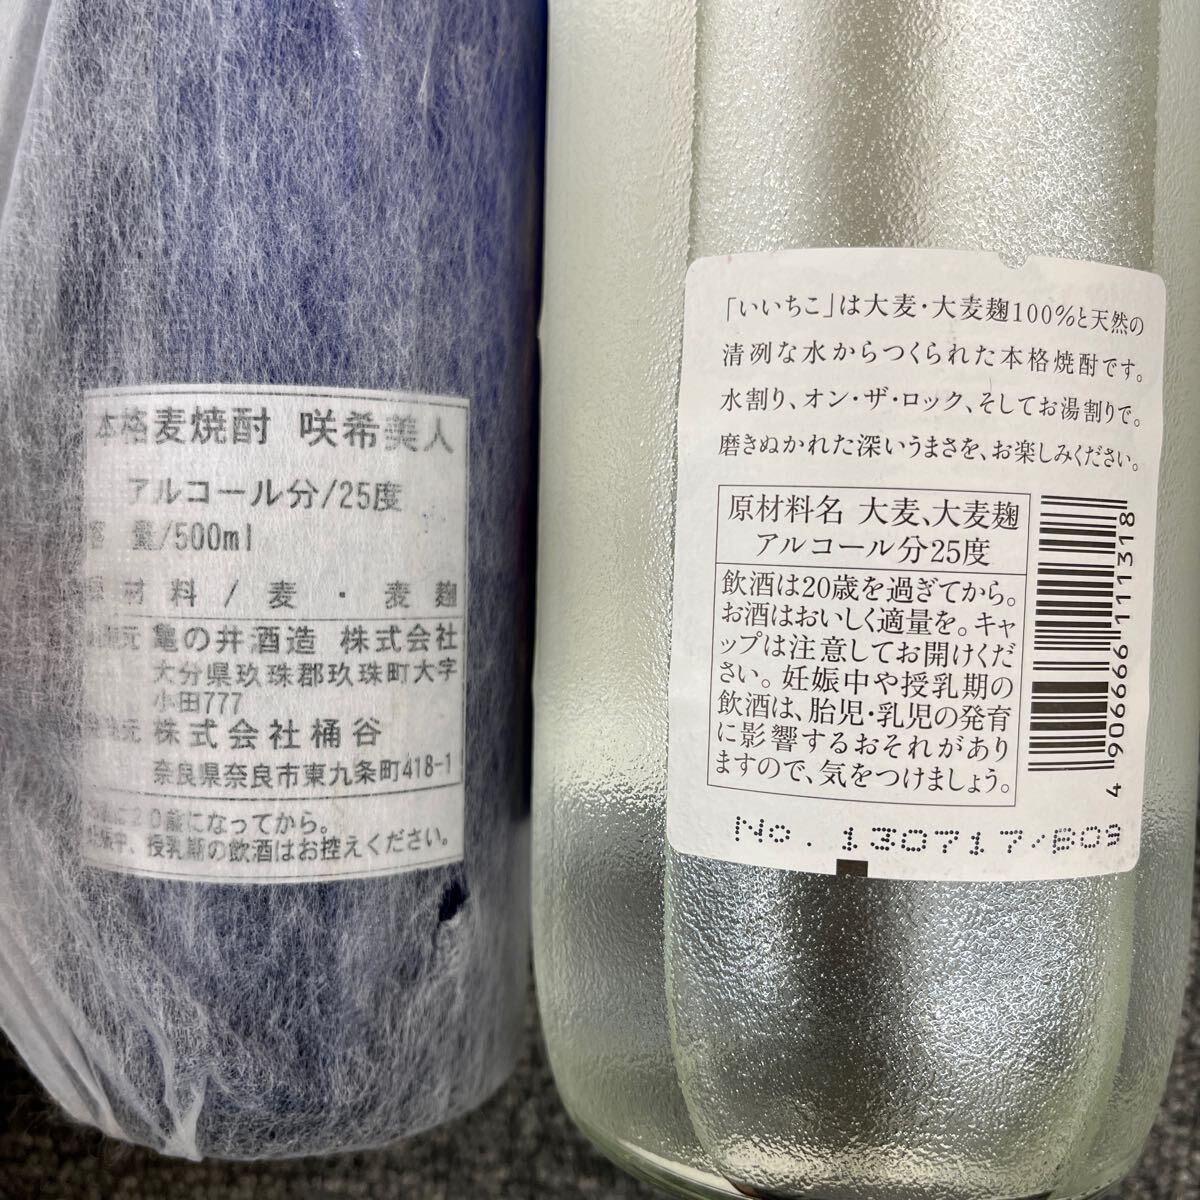 本格麦焼酎 咲希美人
アルコール分/25度
容 量/500ml
原 材 料 / 麦 ・ 麦麹
亀の井酒造 株式会社
大分県玖珠郡玖珠町大字
小田777
株式会社桶谷
奈良県奈良市東九条町418-1
20歳になってから。
授乳期の飲酒はお控えください。
「いいちこ」は大麦・大麦麹100%と天然の
清冽な水からつくられた本格焼酎です。
水割り、オン・ザ・ロック、そしてお湯割りで。
磨きぬかれた深いうまさを、お楽しみください。
原材料名 大麦、大麦麹
アルコール分25度
飲酒は20歳を過ぎてから。
お酒はおいしく適量を。キャ
ップは注意してお開けくだ
さい。妊娠中や授乳期の
飲酒は、胎児・乳児の発育
に影響するおそれがあり
ますので、気をつけましょう。
4 906666 111318
No. 130717/B09